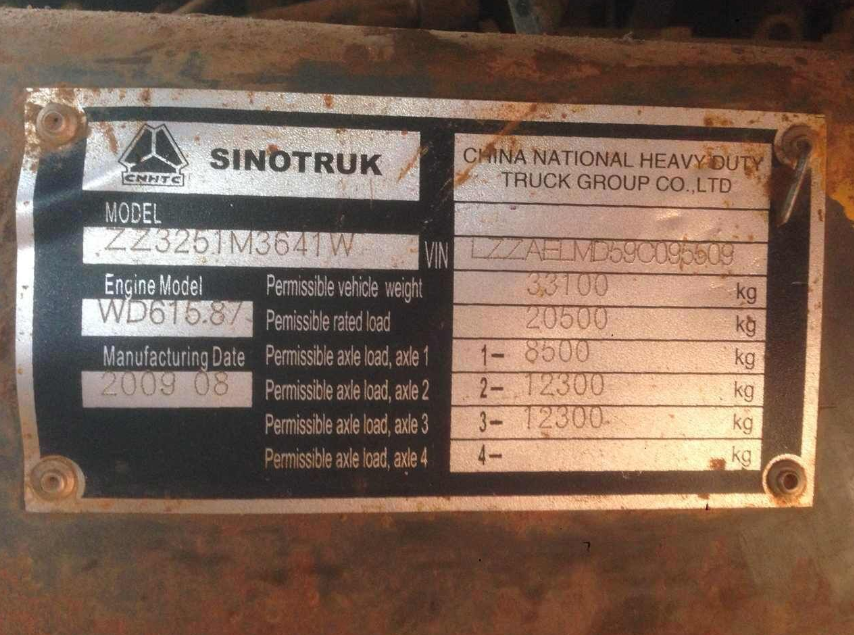 CNHTC
SINOTRUK
CHINA NATIONAL HEAVY DUTY
TRUCK GROUP CO.,LTD
MODEL
ZZ3251M3641W
VIN LZZAELMD59C095509
Engine Model
WD615.87
Manufacturing Date
2009 08
Permissible vehicle weight 33100 kg
Pemissible rated load 20500 kg
Permissible axle load, axle 1 1- 8500 kg
Permissible axle load, axle 2 2- 12300 kg
Permissible axle load, axle 3 3- 12300 kg
Permissible axle load, axle 4 4- kg